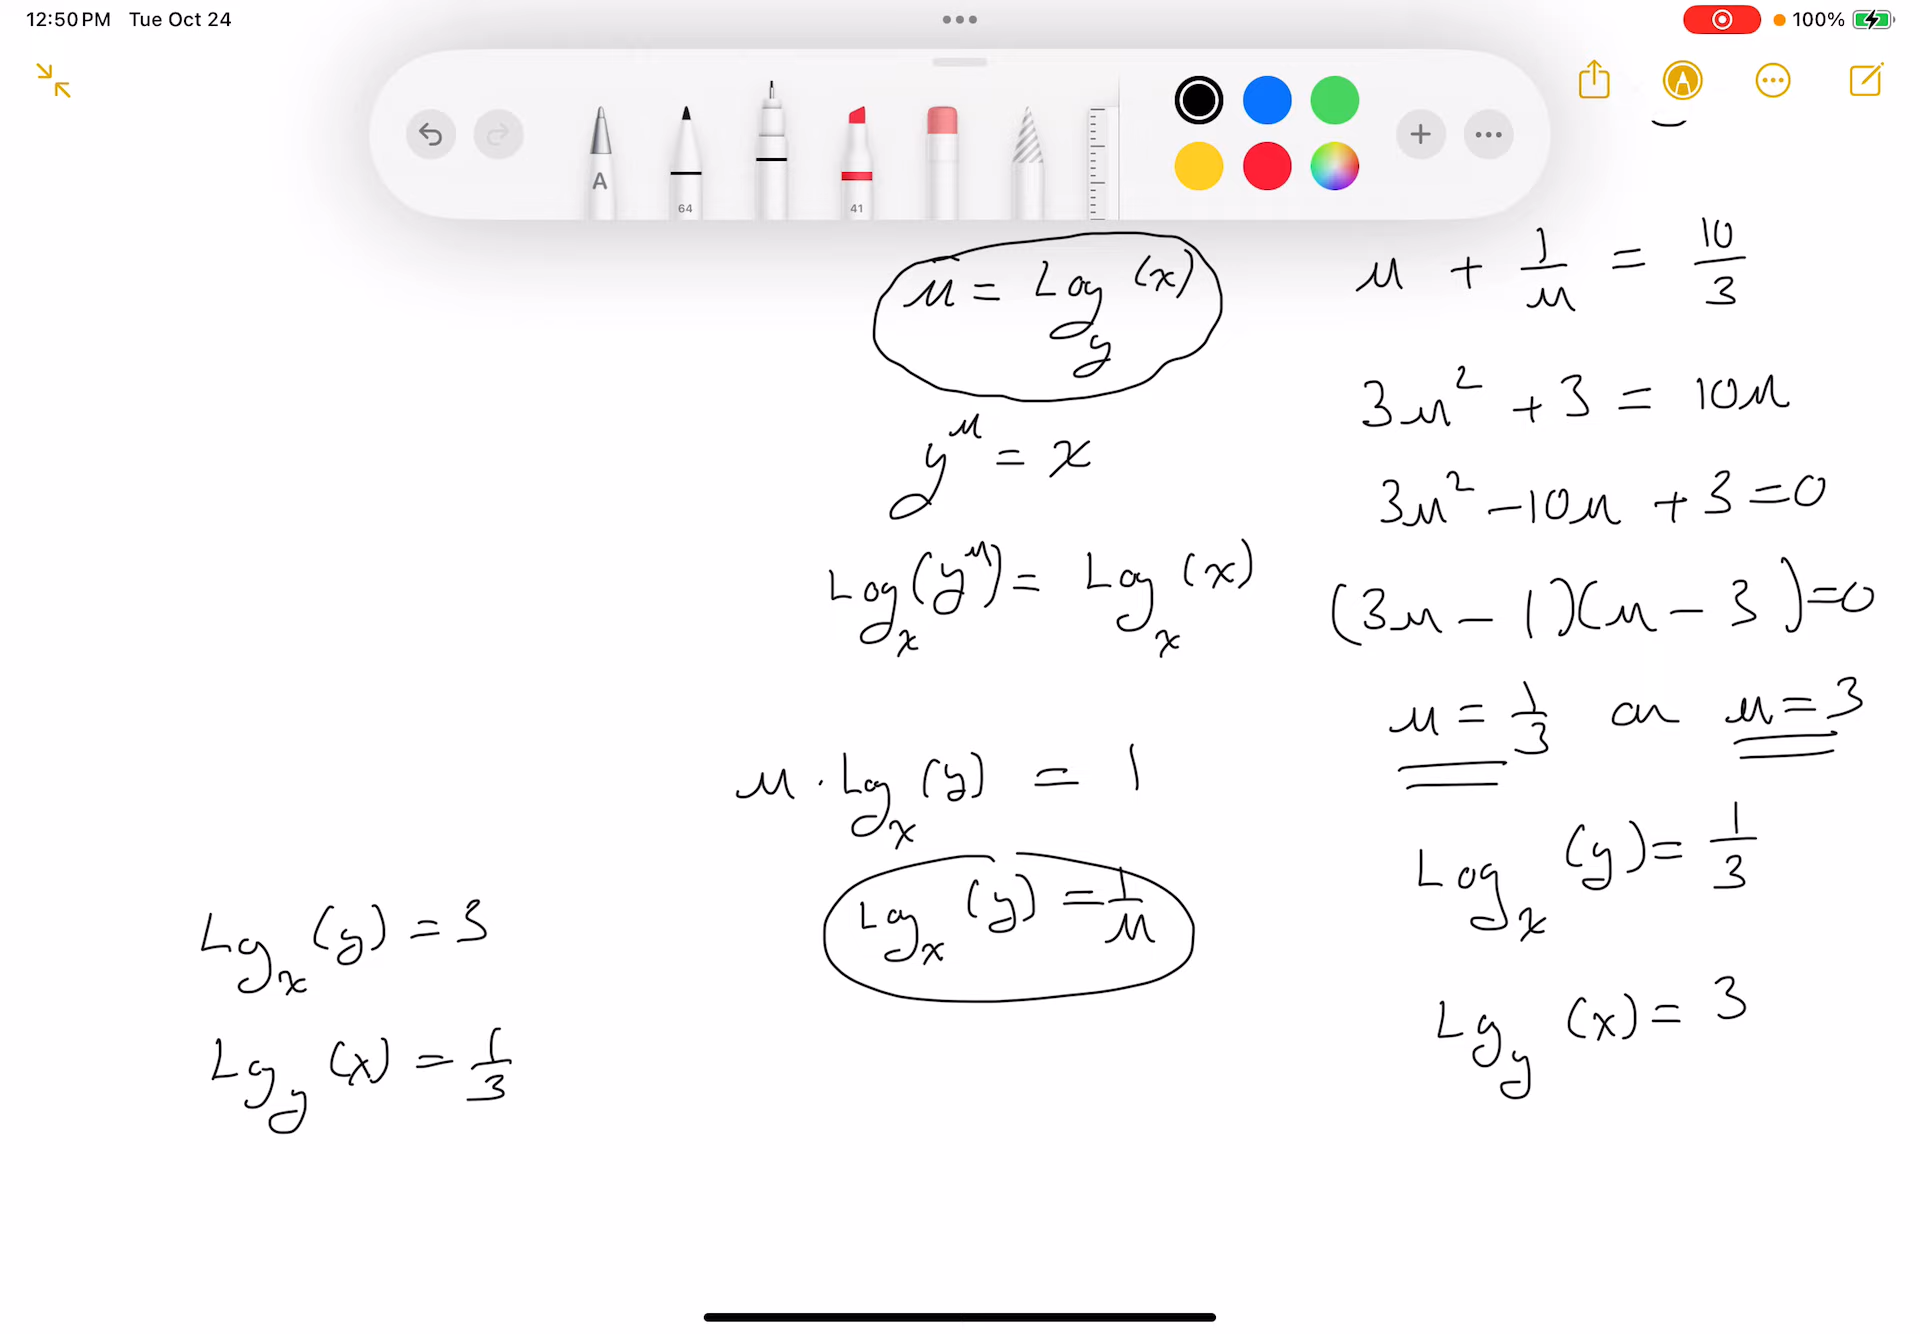 12:50 PM Tue Oct 24
100%
A
64
41
u = Log_y (x)
y^u = x
Log_x (y^u) = Log_x (x)
u · Log_x (y) = 1
Log_x (y) = 1/u
u + 1/u = 10/3
3u² + 3 = 10u
3u² - 10u + 3 = 0
(3u - 1)(u - 3) = 0
u = 1/3 or u = 3
Log_x (y) = 1/3
Log_y (x) = 3
Log_x (y) = 3
Log_y (x) = 1/3